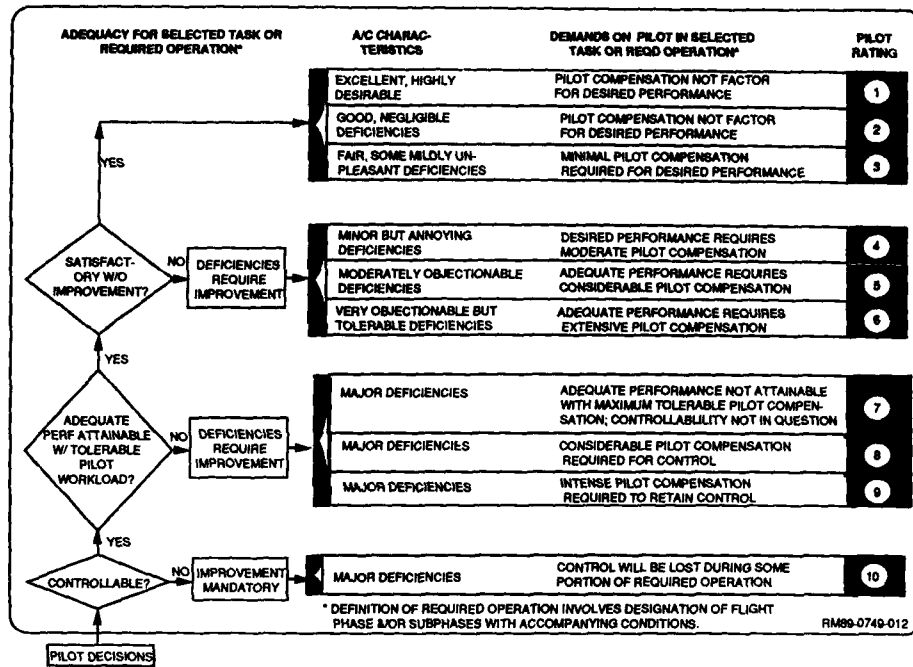 ADEQUACY FOR SELECTED TASK OR
REQUIRED OPERATION*
A/C CHARAC-
TERISTICS
DEMANDS ON PILOT IN SELECTED
TASK OR REQD OPERATION*
PILOT
RATING
EXCELLENT, HIGHLY
DESIRABLE
PILOT COMPENSATION NOT FACTOR
FOR DESIRED PERFORMANCE
1
GOOD, NEGLIGIBLE
DEFICIENCIES
PILOT COMPENSATION NOT FACTOR
FOR DESIRED PERFORMANCE
2
FAIR, SOME MILDLY UN-
PLEASANT DEFICIENCIES
MINIMAL PILOT COMPENSATION
REQUIRED FOR DESIRED PERFORMANCE
3
YES
SATISFACT-
ORY W/O
IMPROVEMENT?
NO
DEFICIENCIES
REQUIRE
IMPROVEMENT
MINOR BUT ANNOYING
DEFICIENCIES
DESIRED PERFORMANCE REQUIRES
MODERATE PILOT COMPENSATION
4
MODERATELY OBJECTIONABLE
DEFICIENCIES
ADEQUATE PERFORMANCE REQUIRES
CONSIDERABLE PILOT COMPENSATION
5
VERY OBJECTIONABLE BUT
TOLERABLE DEFICIENCIES
ADEQUATE PERFORMANCE REQUIRES
EXTENSIVE PILOT COMPENSATION
6
YES
ADEQUATE
PERF ATTAINABLE
W/ TOLERABLE
PILOT
WORKLOAD?
NO
DEFICIENCIES
REQUIRE
IMPROVEMENT
MAJOR DEFICIENCIES
ADEQUATE PERFORMANCE NOT ATTAINABLE
WITH MAXIMUM TOLERABLE PILOT COMPEN-
SATION; CONTROLLABLILITY NOT IN QUESTION
7
MAJOR DEFICIENCIES
CONSIDERABLE PILOT COMPENSATION
REQUIRED FOR CONTROL
8
MAJOR DEFICIENCIES
INTENSE PILOT COMPENSATION
REQUIRED TO RETAIN CONTROL
9
YES
CONTROLLABLE?
NO
IMPROVEMENT
MANDATORY
MAJOR DEFICIENCIES
CONTROL WILL BE LOST DURING SOME
PORTION OF REQUIRED OPERATION
10
* DEFINITION OF REQUIRED OPERATION INVOLVES DESIGNATION OF FLIGHT
PHASE &/OR SUBPHASES WITH ACCOMPANYING CONDITIONS.
RM89-0749-012
PILOT DECISIONS